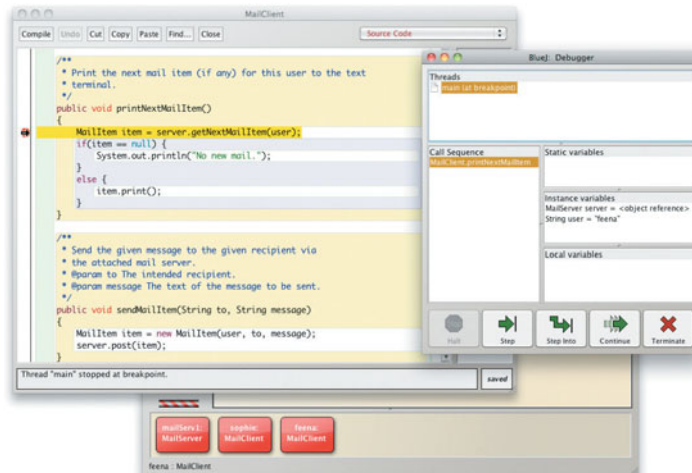 MailClient
Compile Undo Cut Copy Paste Find... Close Source Code
/**
* Print the next mail item (if any) for this user to the text
* terminal.
*/
public void printNextMailItem()
{
MailItem item = server.getNextMailItem(user);
if(item == null) {
System.out.println("No new mail.");
}
else {
item.print();
}
}
/**
* Send the given message to the given recipient via
* the attached mail server.
* @param to The intended recipient.
* @param message The text of the message to be sent.
*/
public void sendMailItem(String to, String message)
{
MailItem item = new MailItem(user, to, message);
server.post(item);
}
Thread "main" stopped at breakpoint.
saved
BlueJ: Debugger
Threads
main (at breakpoint)
Call Sequence
MailClient.printNextMailItem
Static variables
Instance variables
MailServer server = <object reference>
String user = "feena"
Local variables
Halt Step Step Into Continue Terminate
mailServ1:
MailServer
sophie:
MailClient
feena:
MailClient
feena : MailClient